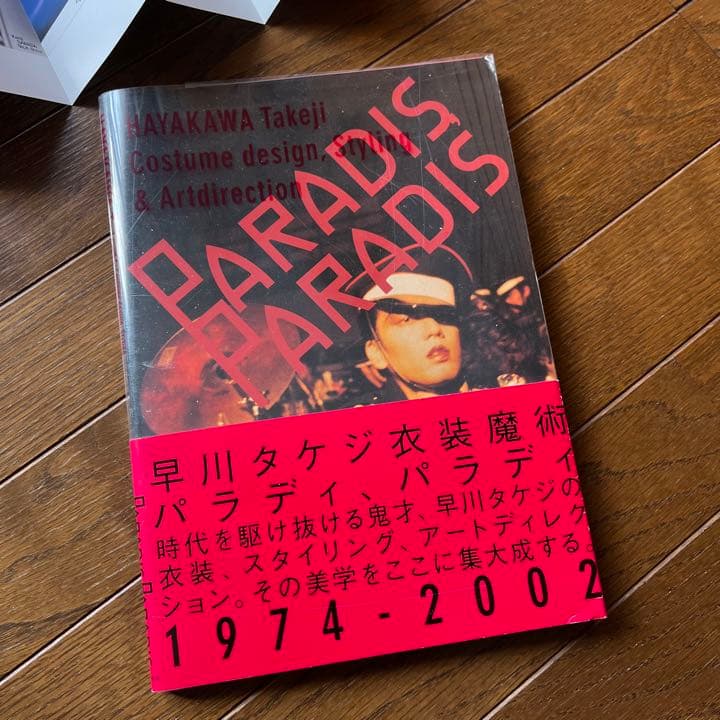 HAYAKAWA Takeji
Costume design, Styling
& Artdirection
PARADIS
PARADIS
早川タケジ衣装魔術
パラディ、パラディ
時代を駆け抜ける鬼才、早川タケジの
衣装、スタイリング、アートディレク
ション。その美学をここに集大成する。
1974-2002